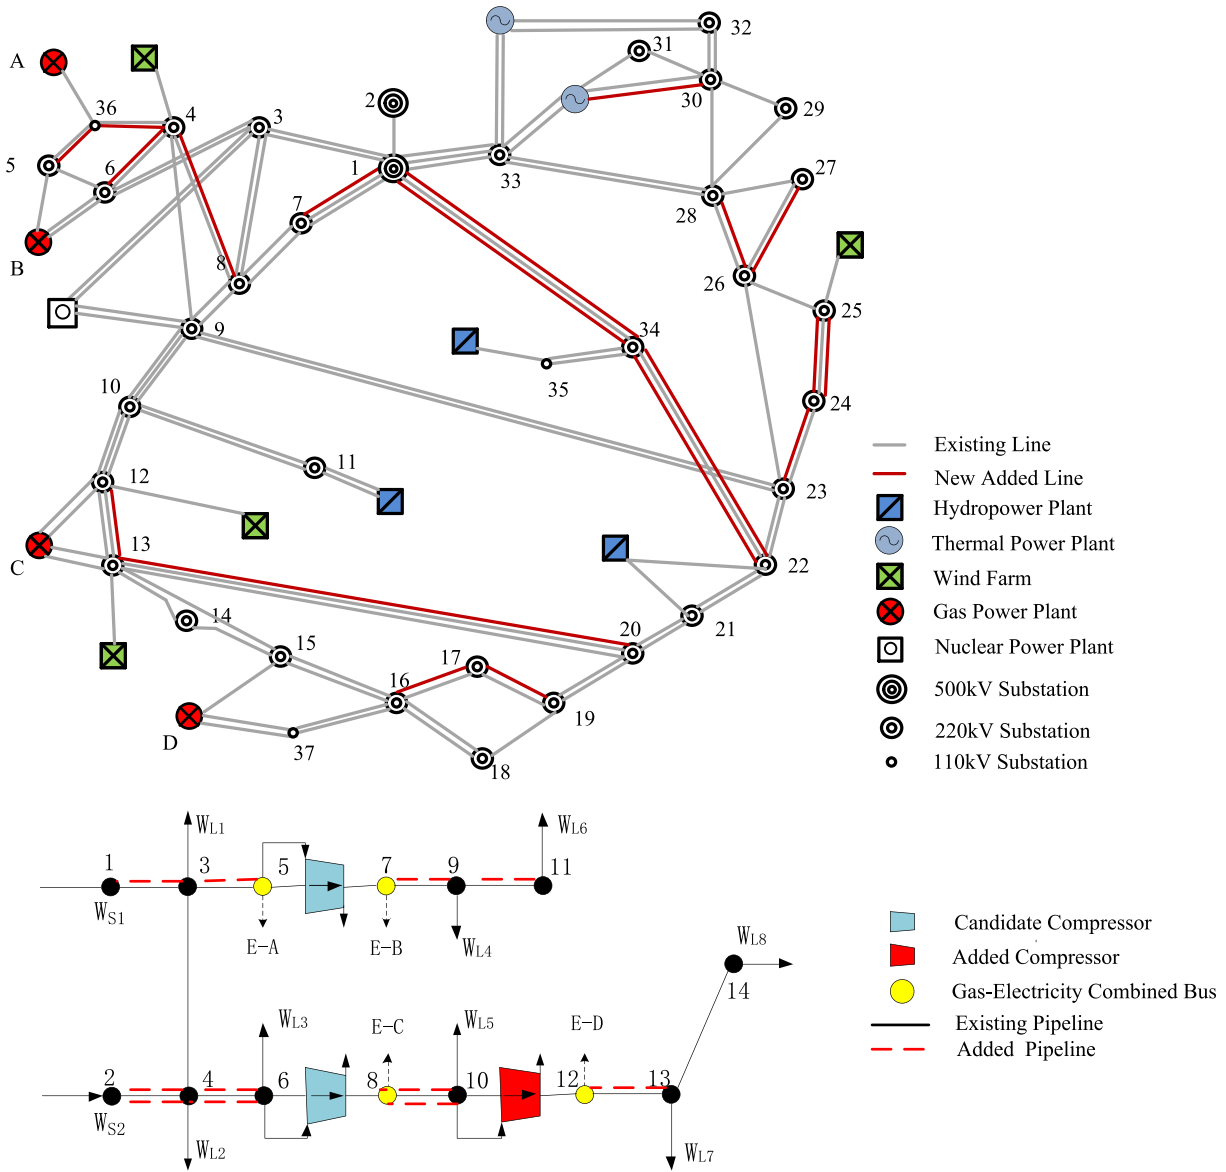 32
31
A
36
4
3
2
30
29
5
6
1
33
27
7
28
B
8
26
25
9
34
35
10
24
11
Existing Line
12
New Added Line
23
Hydropower Plant
13
Thermal Power Plant
C
22
Wind Farm
14
Gas Power Plant
21
20
15
Nuclear Power Plant
17
16
500kV Substation
19
D
37
18
220kV Substation
110kV Substation
WL1
WL6
1
3
5
7
9
11
WS1
E-A
E-B
WL4
Candidate Compressor
WL8
Added Compressor
14
Gas-Electricity Combined Bus
WL3
E-C
WL5
E-D
Existing Pipeline
Added Pipeline
2
4
6
8
10
12
13
WS2
WL2
WL7